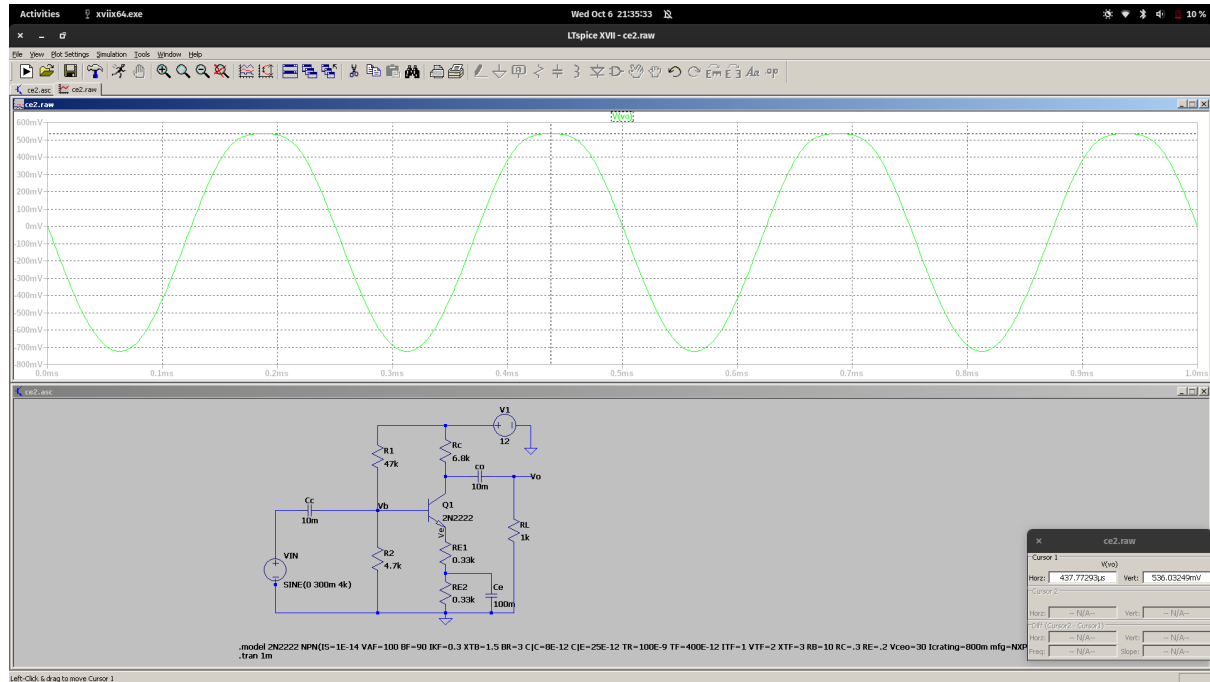 Activities xviix64.exe Wed Oct 6 21:35:33 10 %
LTspice XVII - ce2.raw
File View Plot Settings Simulation Tools Window Help
ce2.asc ce2.raw
ce2.raw
V(vo)
600mV
500mV
400mV
300mV
200mV
100mV
0mV
-100mV
-200mV
-300mV
-400mV
-500mV
-600mV
-700mV
-800mV
0.0ms 0.1ms 0.2ms 0.3ms 0.4ms 0.5ms 0.6ms 0.7ms 0.8ms 0.9ms 1.0ms
ce2.asc
V1
12
R1
47k
Rc
6.8k
co
10m
Vo
Cc
10m
Vb
Q1
2N2222
Ve
RL
1k
VIN
SINE(0 300m 4k)
R2
4.7k
RE1
0.33k
RE2
0.33k
Ce
100m
.model 2N2222 NPN(IS=1E-14 VAF=100 BF=90 IKF=0.3 XTB=1.5 BR=3 CJC=8E-12 CJE=25E-12 TR=100E-9 TF=400E-12 ITF=1 VTF=2 XTF=3 RB=10 RC=.3 RE=.2 Vceo=30 Icrating=800m mfg=NXP
.tran 1m
ce2.raw
Cursor 1
V(vo)
Horz: 437.77293µs Vert: 536.03249mV
Cursor 2
Horz: -- N/A-- Vert: -- N/A--
Diff (Cursor2 - Cursor1)
Horz: -- N/A-- Vert: -- N/A--
Freq: -- N/A-- Slope: -- N/A--
Left-Click & drag to move Cursor 1